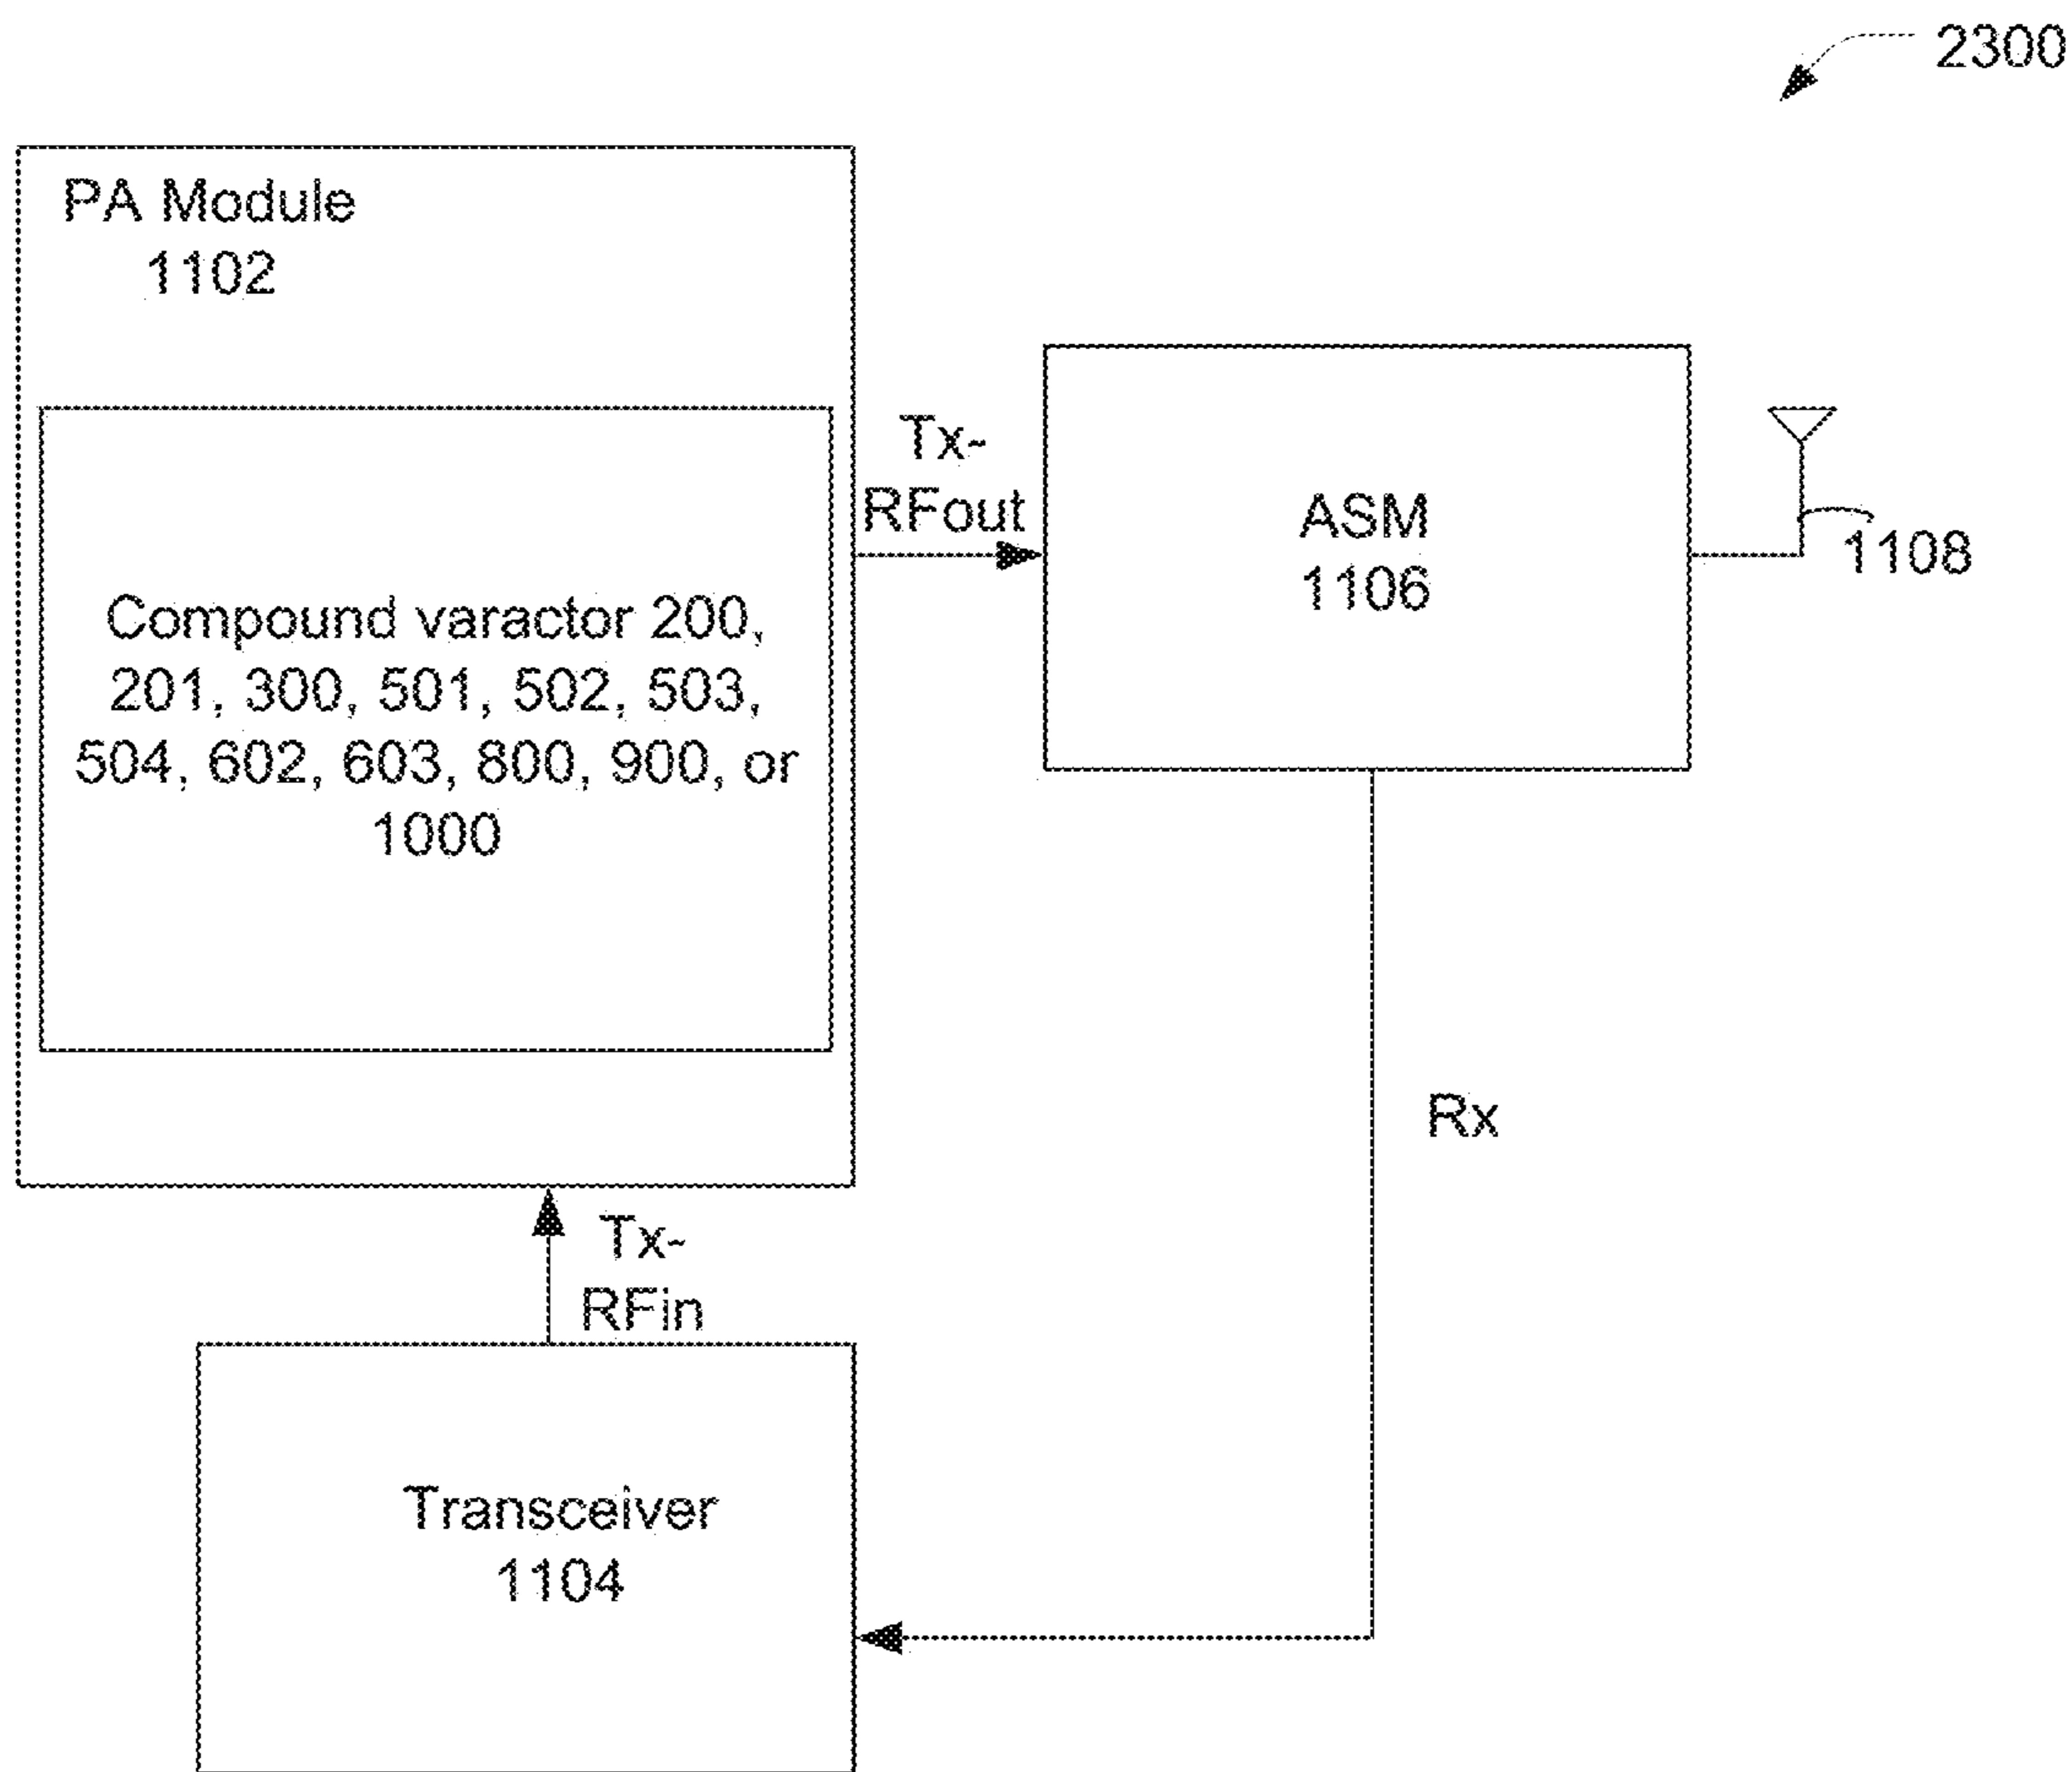 2300
PA Module
1102
Compound varactor 200,
201, 300, 501, 502, 503,
504, 602, 603, 800, 900, or
1000
Tx-
RFout
ASM
1106
1108
Rx
Tx-
RFin
Transceiver
1104